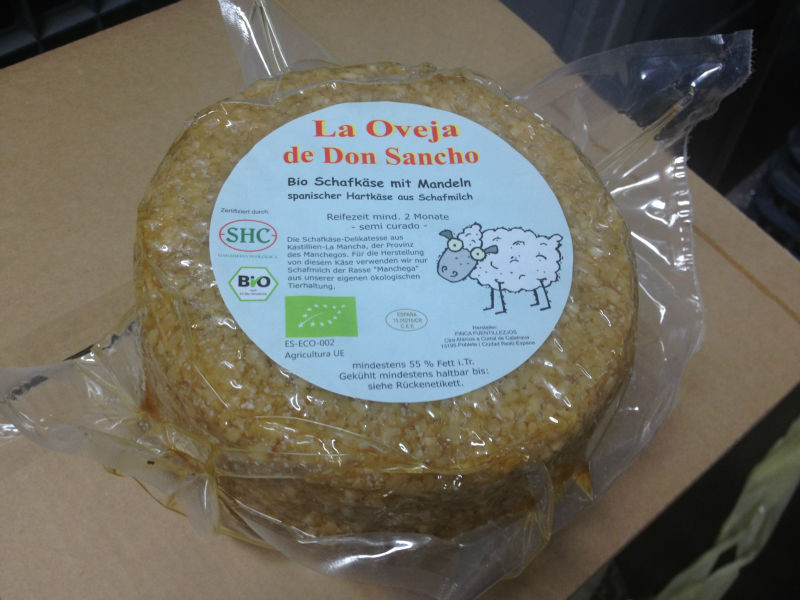 La Oveja
de Don Sancho
Bio Schafkäse mit Mandeln
spanischer Hartkäse aus Schafmilch
Reifezeit mind. 2 Monate
- semi curado -
Zertifiziert durch:
SHC
Die Schafkäse-Delikatesse aus
Kastillien-La Mancha, der Provinz
des Manchegos. Für die Herstellung
von diesem Käse verwenden wir nur
Schafmilch der Rasse "Manchega"
aus unserer eigenen ökologischen
Tierhaltung.
Bio
ES-ECO-002
Agricultura UE
ESPAÑA
C.E.E.
Hersteller:
FINCA FUENTILLEZJOS
mindestens 55 % Fett i.Tr.
Gekühlt mindestens haltbar bis:
siehe Rückenetikett.